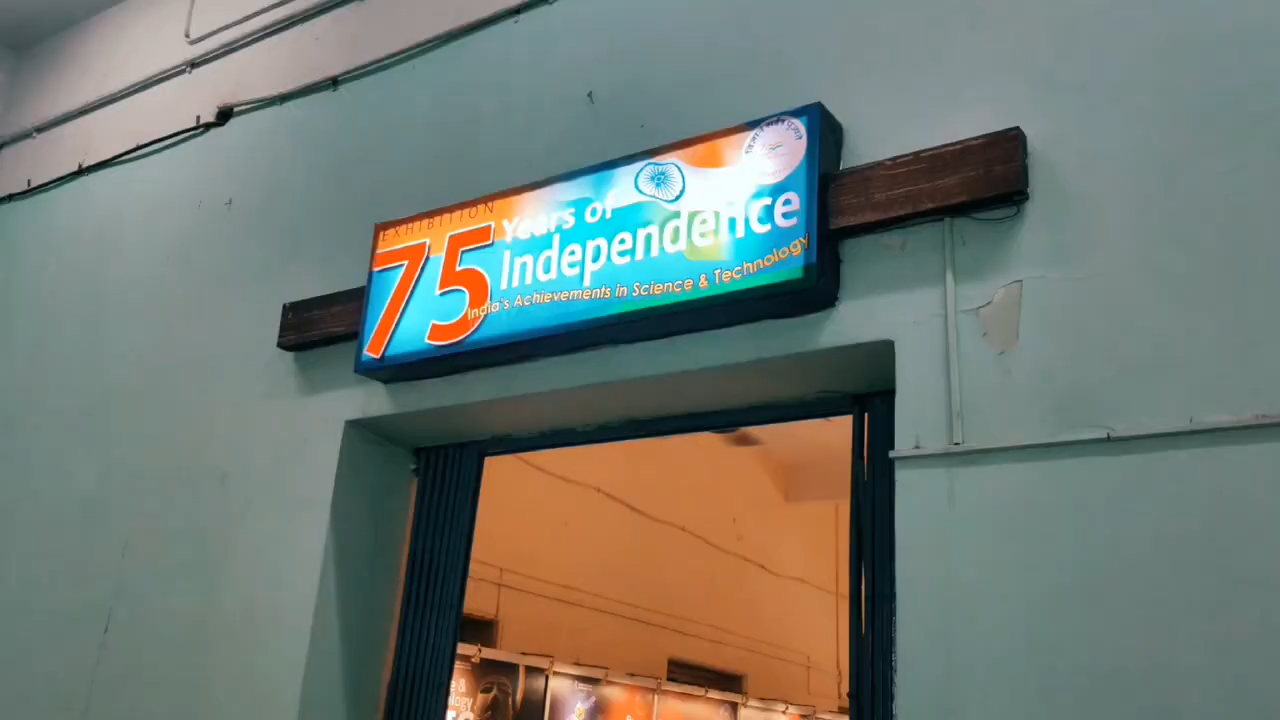 EXHIBITION
75
Years of
Independence
India's Achievements in Science & Technology